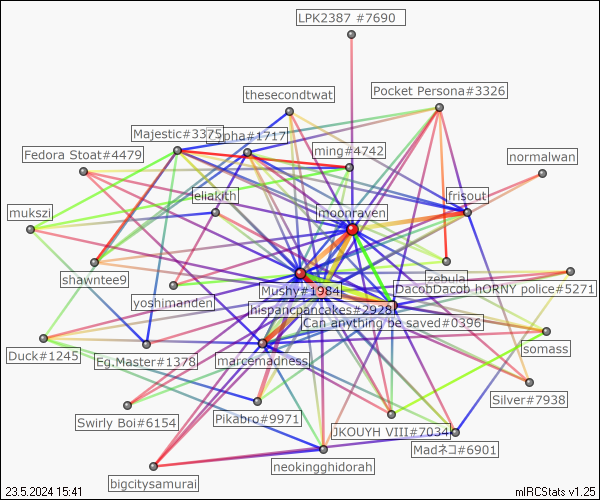 LPK2387 #7690
thesecondtwat
Pocket Persona#3326
Majestic#3375
pha#1717
ming#4742
Fedora Stoat#4479
normalwan
eliakith
frisout
mukszi
moonraven
shawntee9
zebula
yoshimanden
Mushy#1984
DacobDacob hORNY police#5271
hispancpancakes#2928
Can anything be saved#0396
Duck#1245
Eg.Master#1378
marcemadness
somass
Swirly Boi#6154
Pikabro#9971
Silver#7938
JKOUYH VIII#7034
Madネコ#6901
neokingghidorah
bigcitysamurai
23.5.2024 15:41
mIRCStats v1.25